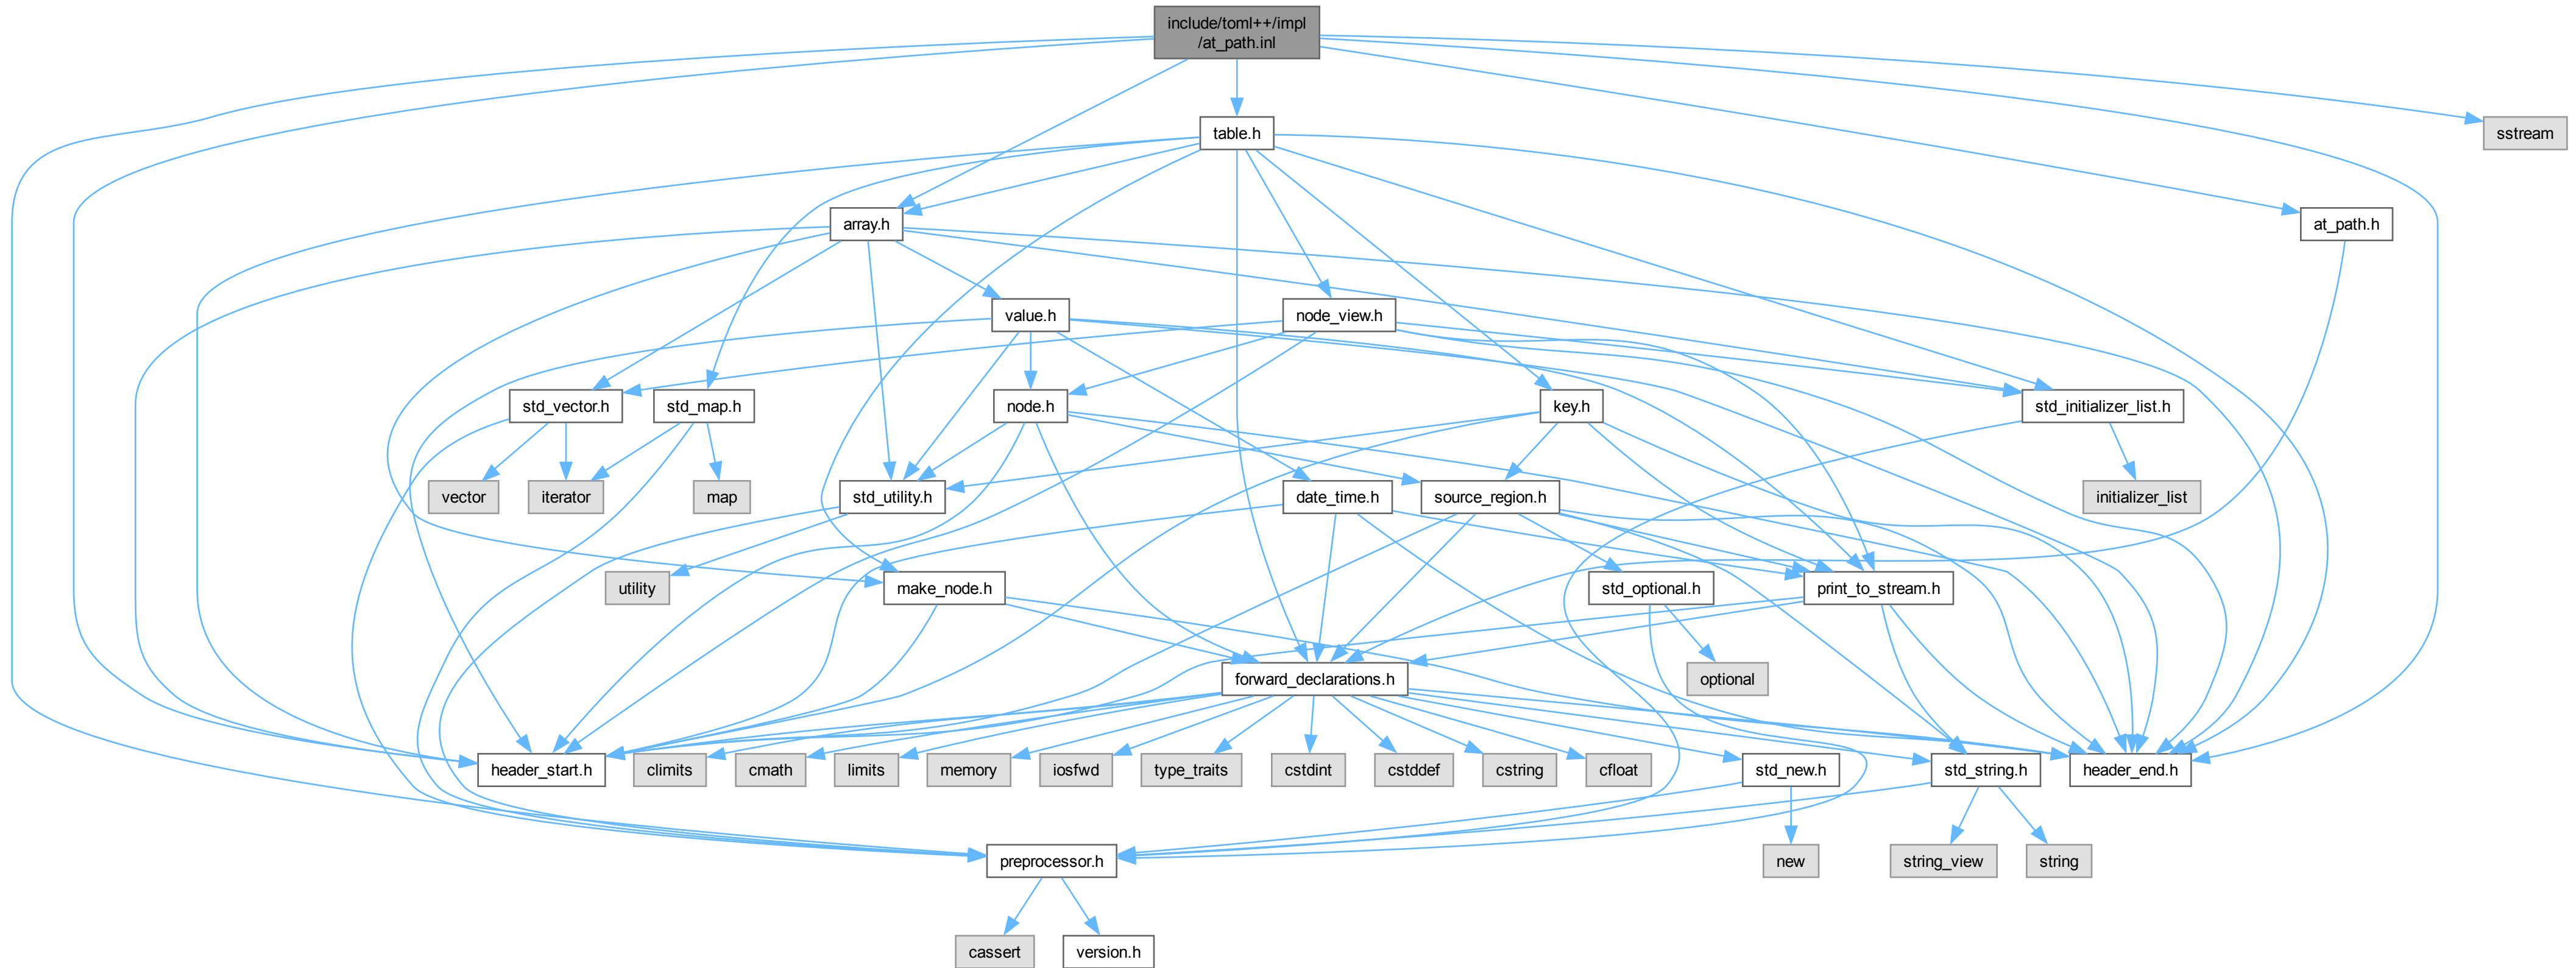 include/toml++/impl
/at_path.inl
table.h
sstream
array.h
at_path.h
value.h
node_view.h
std_vector.h
std_map.h
node.h
key.h
std_initializer_list.h
vector
iterator
map
std_utility.h
date_time.h
source_region.h
initializer_list
utility
make_node.h
std_optional.h
print_to_stream.h
forward_declarations.h
optional
header_start.h
climits
cmath
limits
memory
iosfwd
type_traits
cstdint
cstddef
cstring
cfloat
std_new.h
std_string.h
header_end.h
preprocessor.h
new
string_view
string
cassert
version.h